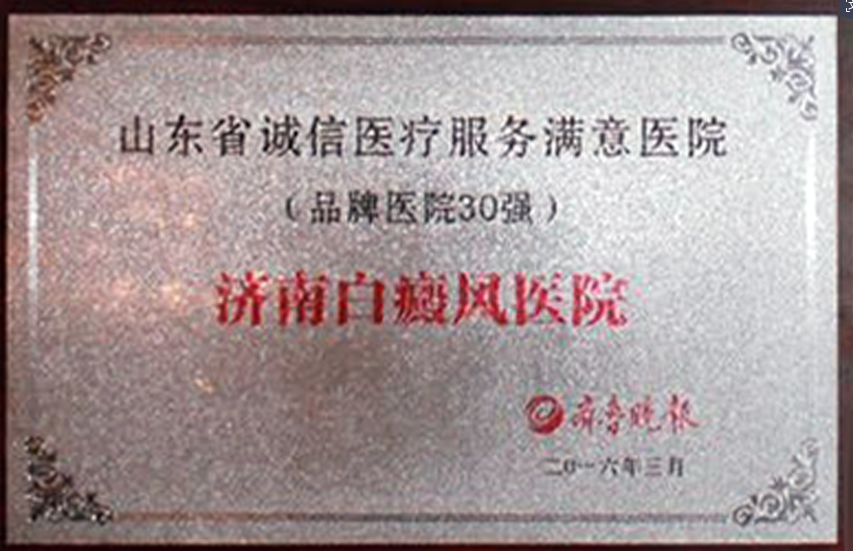 山东省诚信医疗服务满意医院
（品牌医院30强）
济南白癜风医院
齐鲁晚报
二0一六年三月